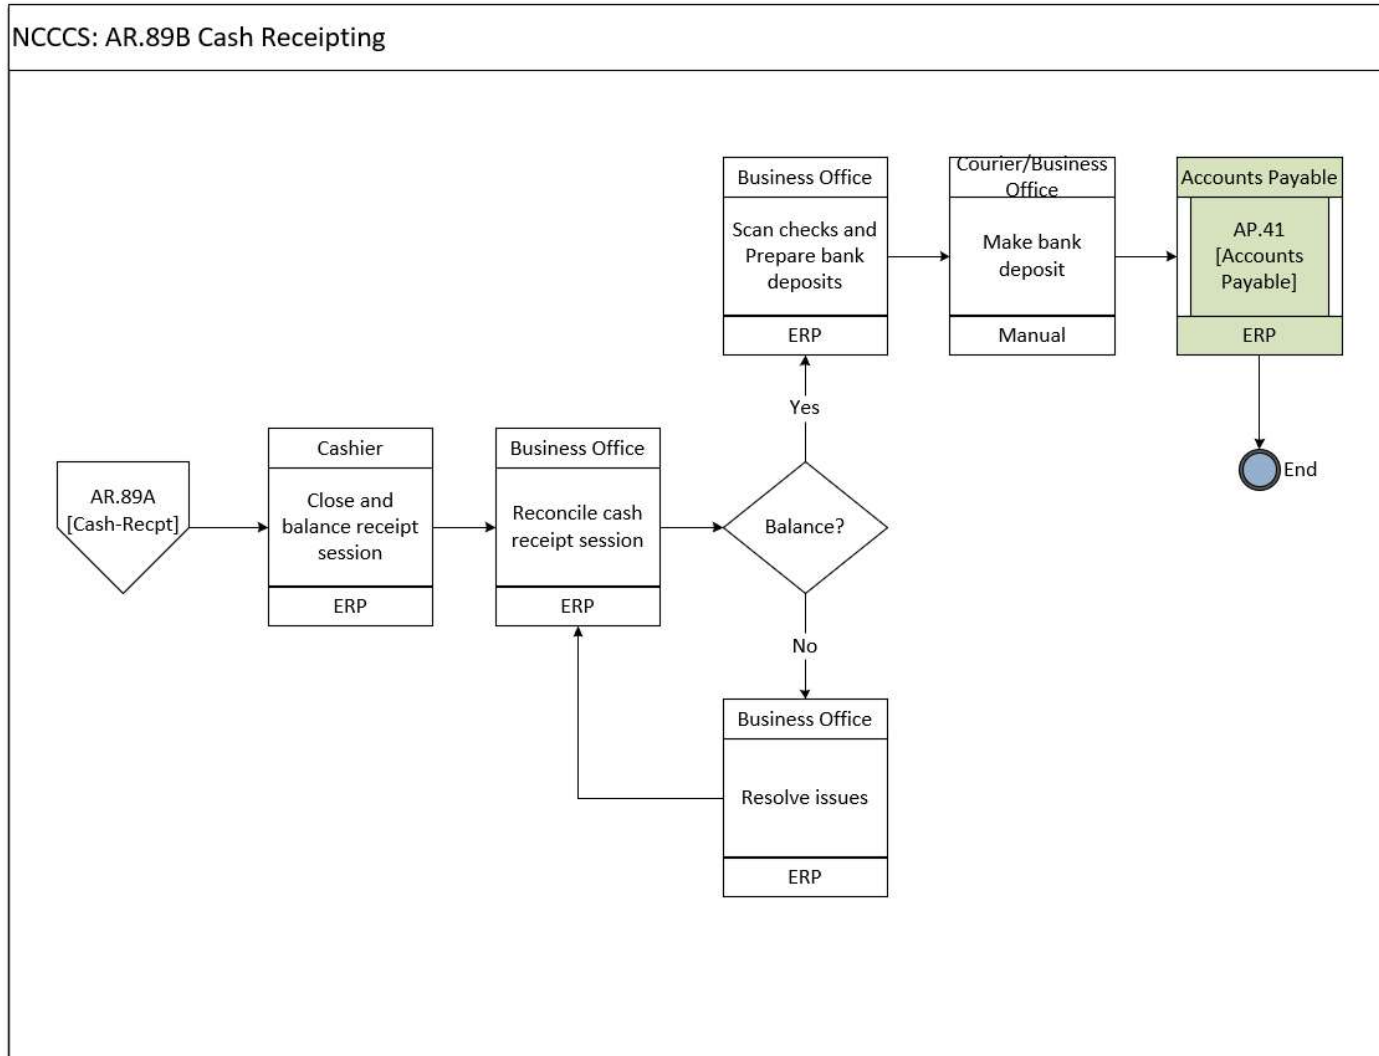 NCCCS: AR.89B Cash Receipting
Business Office
Scan checks and
Prepare bank
deposits
ERP
Courier/Business
Office
Make bank
deposit
Manual
Accounts Payable
AP.41
[Accounts
Payable]
ERP
Yes
End
AR.89A
[Cash-Recpt]
Cashier
Close and
balance receipt
session
ERP
Business Office
Reconcile cash
receipt session
ERP
Balance?
No
Business Office
Resolve issues
ERP